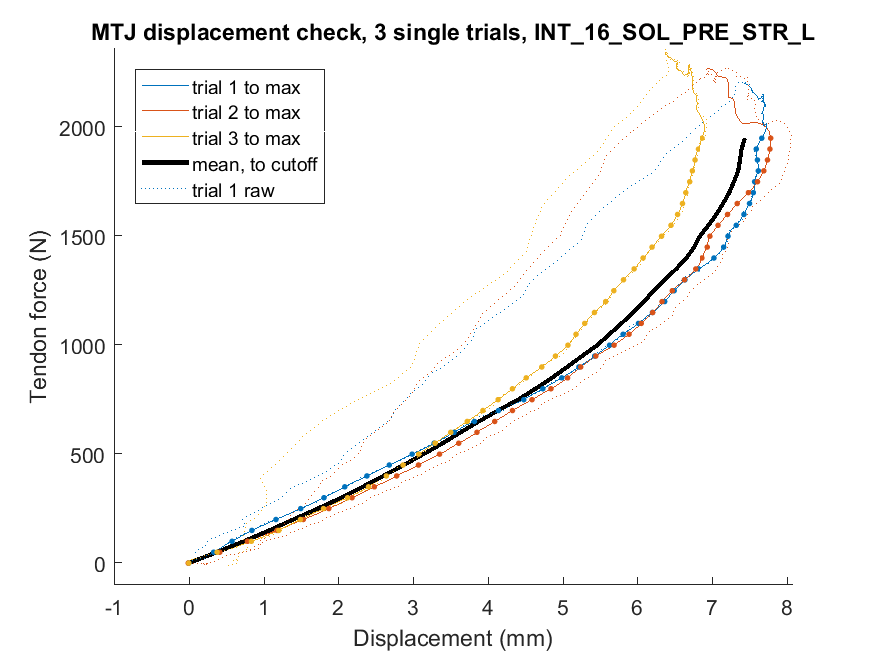 MTJ displacement check, 3 single trials, INT_16_SOL_PRE_STR_L
trial 1 to max
trial 2 to max
trial 3 to max
mean, to cutoff
trial 1 raw
2000
1500
1000
500
0
Tendon force (N)
-1 0 1 2 3 4 5 6 7 8
Displacement (mm)